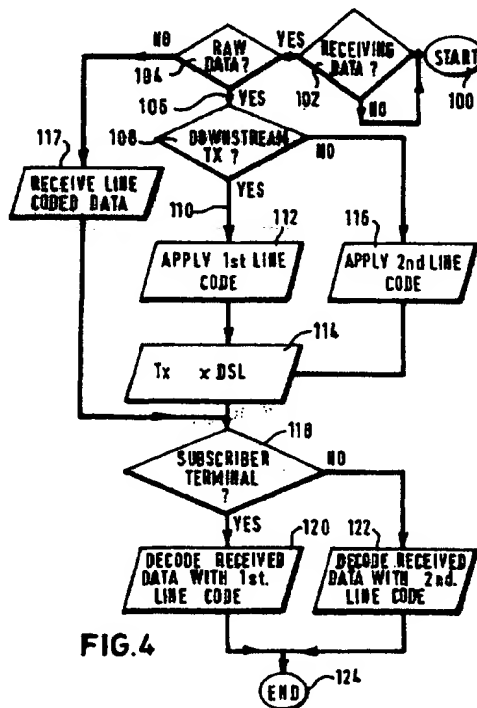 NO
RAW
DATA?
104
YES
RECEIVING
DATA?
102
START
100
NO
106
YES
117
108
DOWNSTREAM
TX ?
NO
RECEIVE LINE
CODED DATA
110
YES
112
APPLY 1st LINE
CODE
116
APPLY 2nd LINE
CODE
114
Tx x DSL
118
SUBSCRIBER
TERMINAL
?
NO
YES
120
DECODE RECEIVED
DATA WITH 1st.
LINE CODE
122
DECODE RECEIVED
DATA WITH 2nd.
LINE CODE
FIG.4
END
124